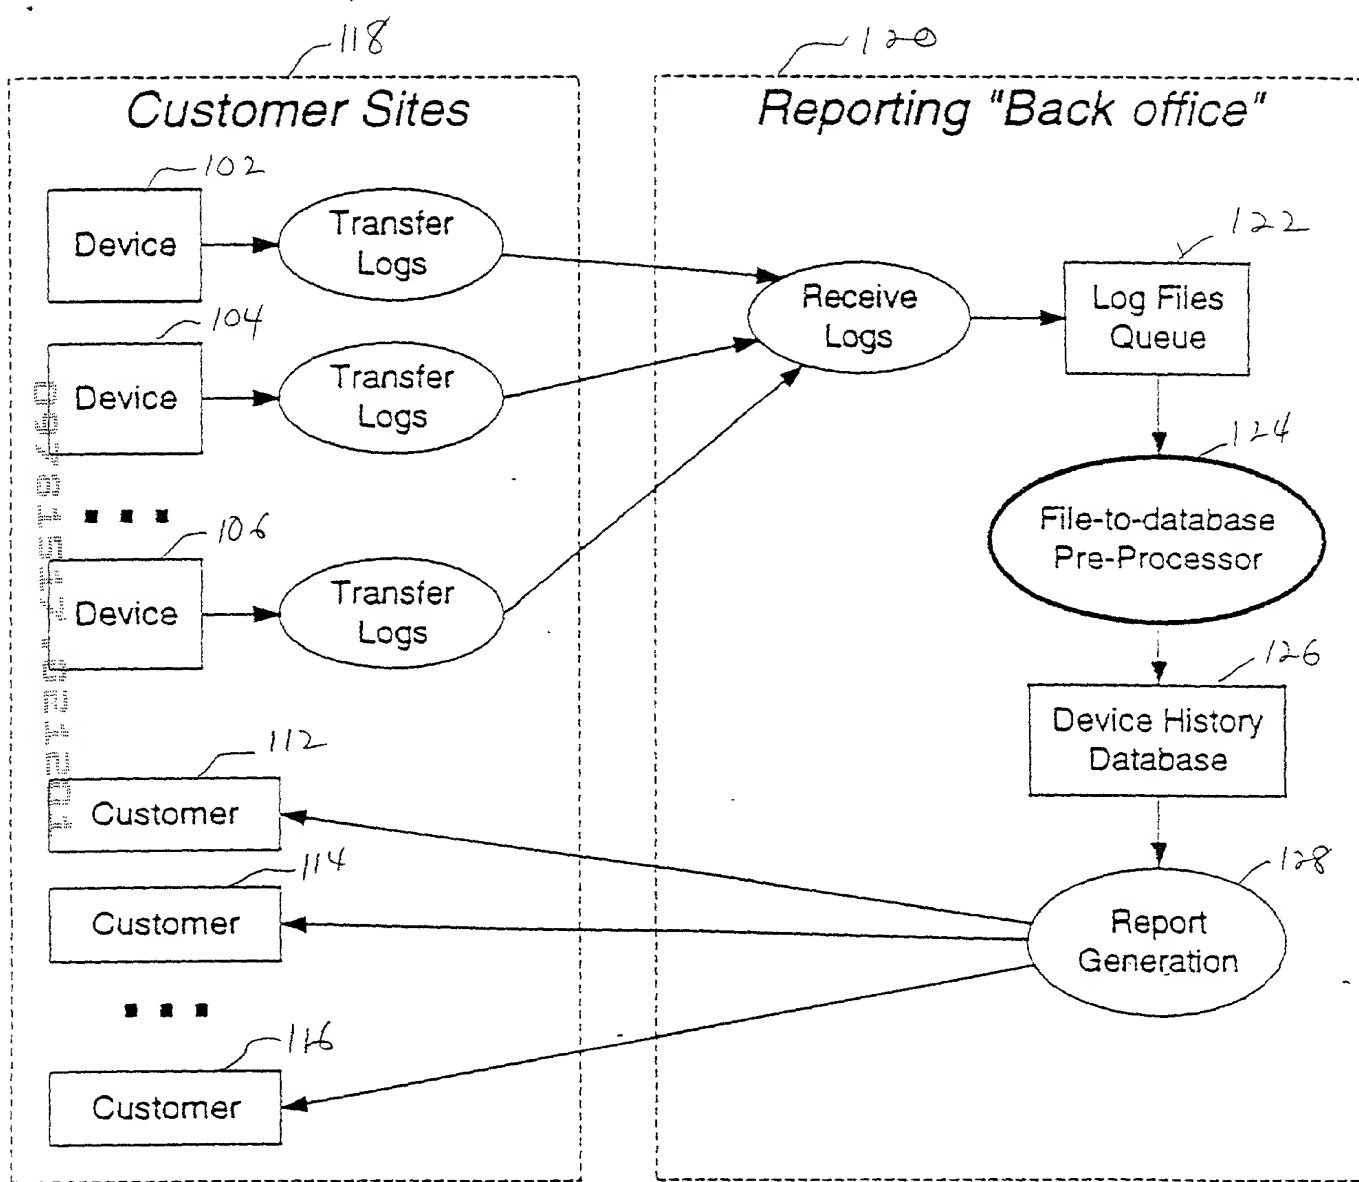 118
120
Customer Sites
Reporting "Back office"
102
Device
Transfer
Logs
122
Receive
Logs
Log Files
Queue
104
Device
Transfer
Logs
124
File-to-database
Pre-Processor
106
Device
Transfer
Logs
126
Device History
Database
112
Customer
114
Customer
128
Report
Generation
116
Customer